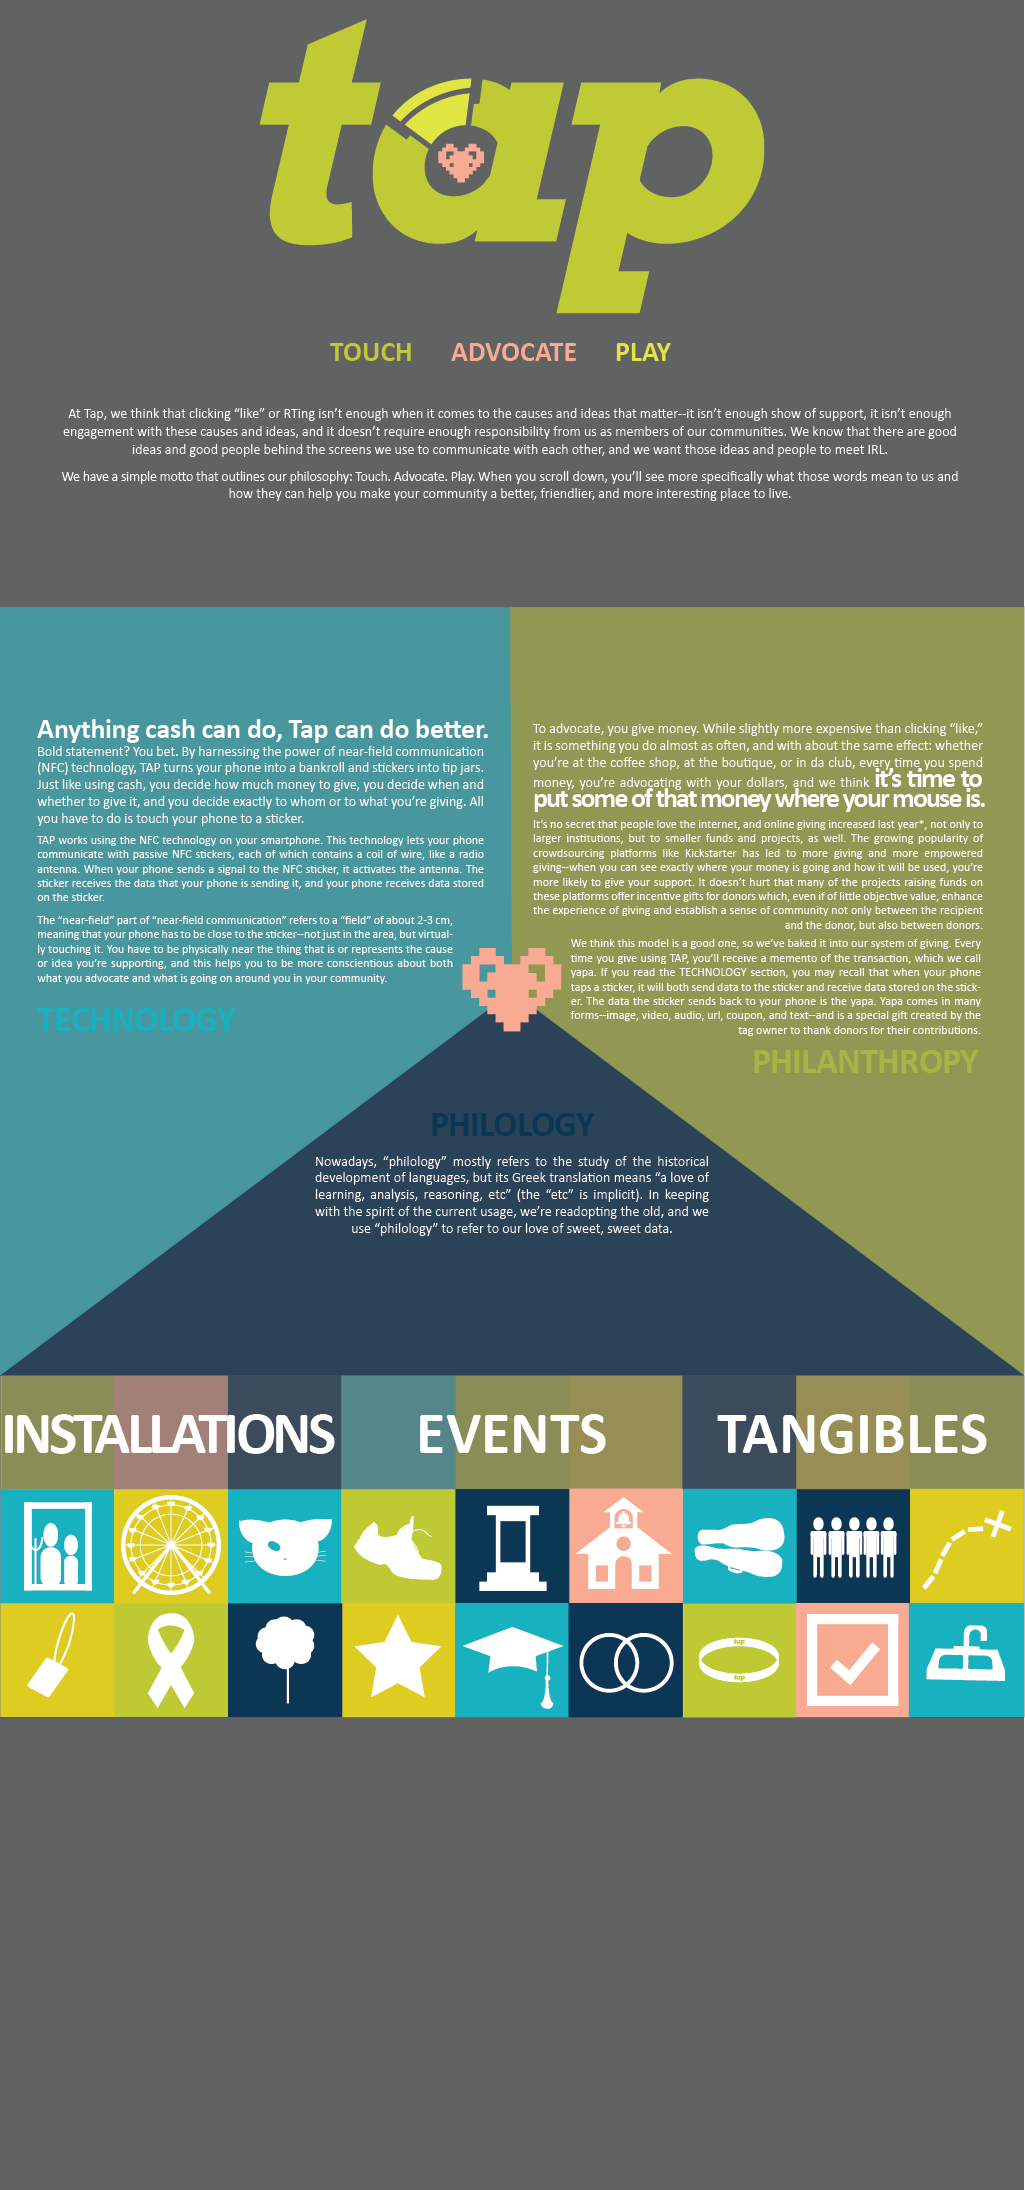 tap
TOUCH ADVOCATE PLAY
At Tap, we think that clicking “like” or RTing isn’t enough when it comes to the causes and ideas that matter--it isn’t enough show of support, it isn’t enough
engagement with these causes and ideas, and it doesn’t require enough responsibility from us as members of our communities. We know that there are good
ideas and good people behind the screens we use to communicate with each other, and we want those ideas and people to meet IRL.
We have a simple motto that outlines our philosophy: Touch. Advocate. Play. When you scroll down, you’ll see more specifically what those words mean to us and
how they can help you make your community a better, friendlier, and more interesting place to live.
Anything cash can do, Tap can do better.
Bold statement? You bet. By harnessing the power of near-field communication
(NFC) technology, TAP turns your phone into a bankroll and stickers into tip jars.
Just like using cash, you decide how much money to give, you decide when and
whether to give it, and you decide exactly to whom or to what you’re giving. All
you have to do is touch your phone to a sticker.
TAP works using the NFC technology on your smartphone. This technology lets your phone
communicate with passive NFC stickers, each of which contains a coil of wire, like a radio
antenna. When your phone sends a signal to the NFC sticker, it activates the antenna. The
sticker receives the data that your phone is sending it, and your phone receives data stored
on the sticker.
The “near-field” part of “near-field communication” refers to a “field” of about 2-3 cm,
meaning that your phone has to be close to the sticker--not just in the area, but virtual-
ly touching it. You have to be physically near the thing that is or represents the cause
or idea you’re supporting, and this helps you to be more conscientious about both
what you advocate and what is going on around you in your community.
TECHNOLOGY
To advocate, you give money. While slightly more expensive than clicking “like,”
it is something you do almost as often, and with about the same effect: whether
you’re at the coffee shop, at the boutique, or in da club, every time you spend
money, you’re advocating with your dollars, and we think it’s time to
put some of that money where your mouse is.
It’s no secret that people love the internet, and online giving increased last year*, not only to
larger institutions, but to smaller funds and projects, as well. The growing popularity of
crowdsourcing platforms like Kickstarter has led to more giving and more empowered
giving--when you can see exactly where your money is going and how it will be used, you’re
more likely to give your support. It doesn’t hurt that many of the projects raising funds on
these platforms offer incentive gifts for donors which, even if of little objective value, enhance
the experience of giving and establish a sense of community not only between the recipient
and the donor, but also between donors.
We think this model is a good one, so we’ve baked it into our system of giving. Every
time you give using TAP, you’ll receive a memento of the transaction, which we call
yapa. If you read the TECHNOLOGY section, you may recall that when your phone
taps a sticker, it will both send data to the sticker and receive data stored on the stick-
er. The data the sticker sends back to your phone is the yapa. Yapa comes in many
forms--image, video, audio, url, coupon, and text--and is a special gift created by the
tag owner to thank donors for their contributions.
PHILANTHROPY
PHILOLOGY
Nowadays, “philology” mostly refers to the study of the historical
development of languages, but its Greek translation means “a love of
learning, analysis, reasoning, etc” (the “etc” is implicit). In keeping
with the spirit of the current usage, we’re readopting the old, and we
use “philology” to refer to our love of sweet, sweet data.
INSTALLATIONS EVENTS TANGIBLES
tap
tap